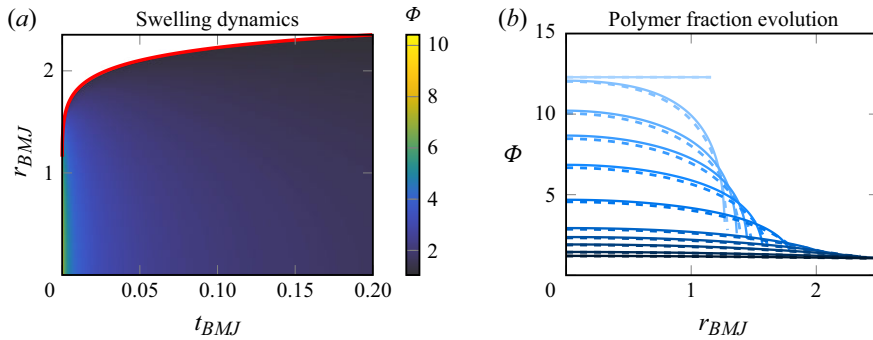 (a) Swelling dynamics
Φ
10
8
6
4
2
r_BMJ
2
1
0
0.05
0.10
0.15
0.20
t_BMJ
(b) Polymer fraction evolution
15
10
5
Φ
0
1
2
r_BMJ